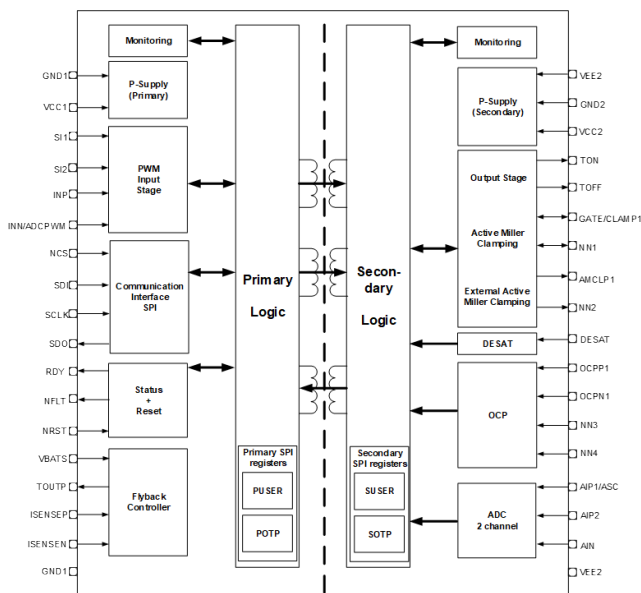 Monitoring
GND1
VCC1
P-Supply
(Primary)
SI1
SI2
INP
INN/ADCPWM
PWM
Input
Stage
NCS
SDI
SCLK
SDO
Communication
Interface
SPI
RDY
NFLT
NRST
Status
+
Reset
VBATS
TOUTP
ISENSEP
ISENSEN
GND1
Flyback
Controller
Primary
Logic
Primary SPI
registers
PUSER
POTP
Secon-
dary
Logic
Secondary
SPI registers
SUSER
SOTP
Monitoring
P-Supply
(Secondary)
VEE2
GND2
VCC2
Output Stage
Active Miller
Clamping
External Active
Miller Clamping
TON
TOFF
GATE/CLAMP1
NN1
AMCLP1
NN2
DESAT
DESAT
OCP
OCPP1
OCPN1
NN3
NN4
ADC
2 channel
AIP1/ASC
AIP2
AIN
VEE2